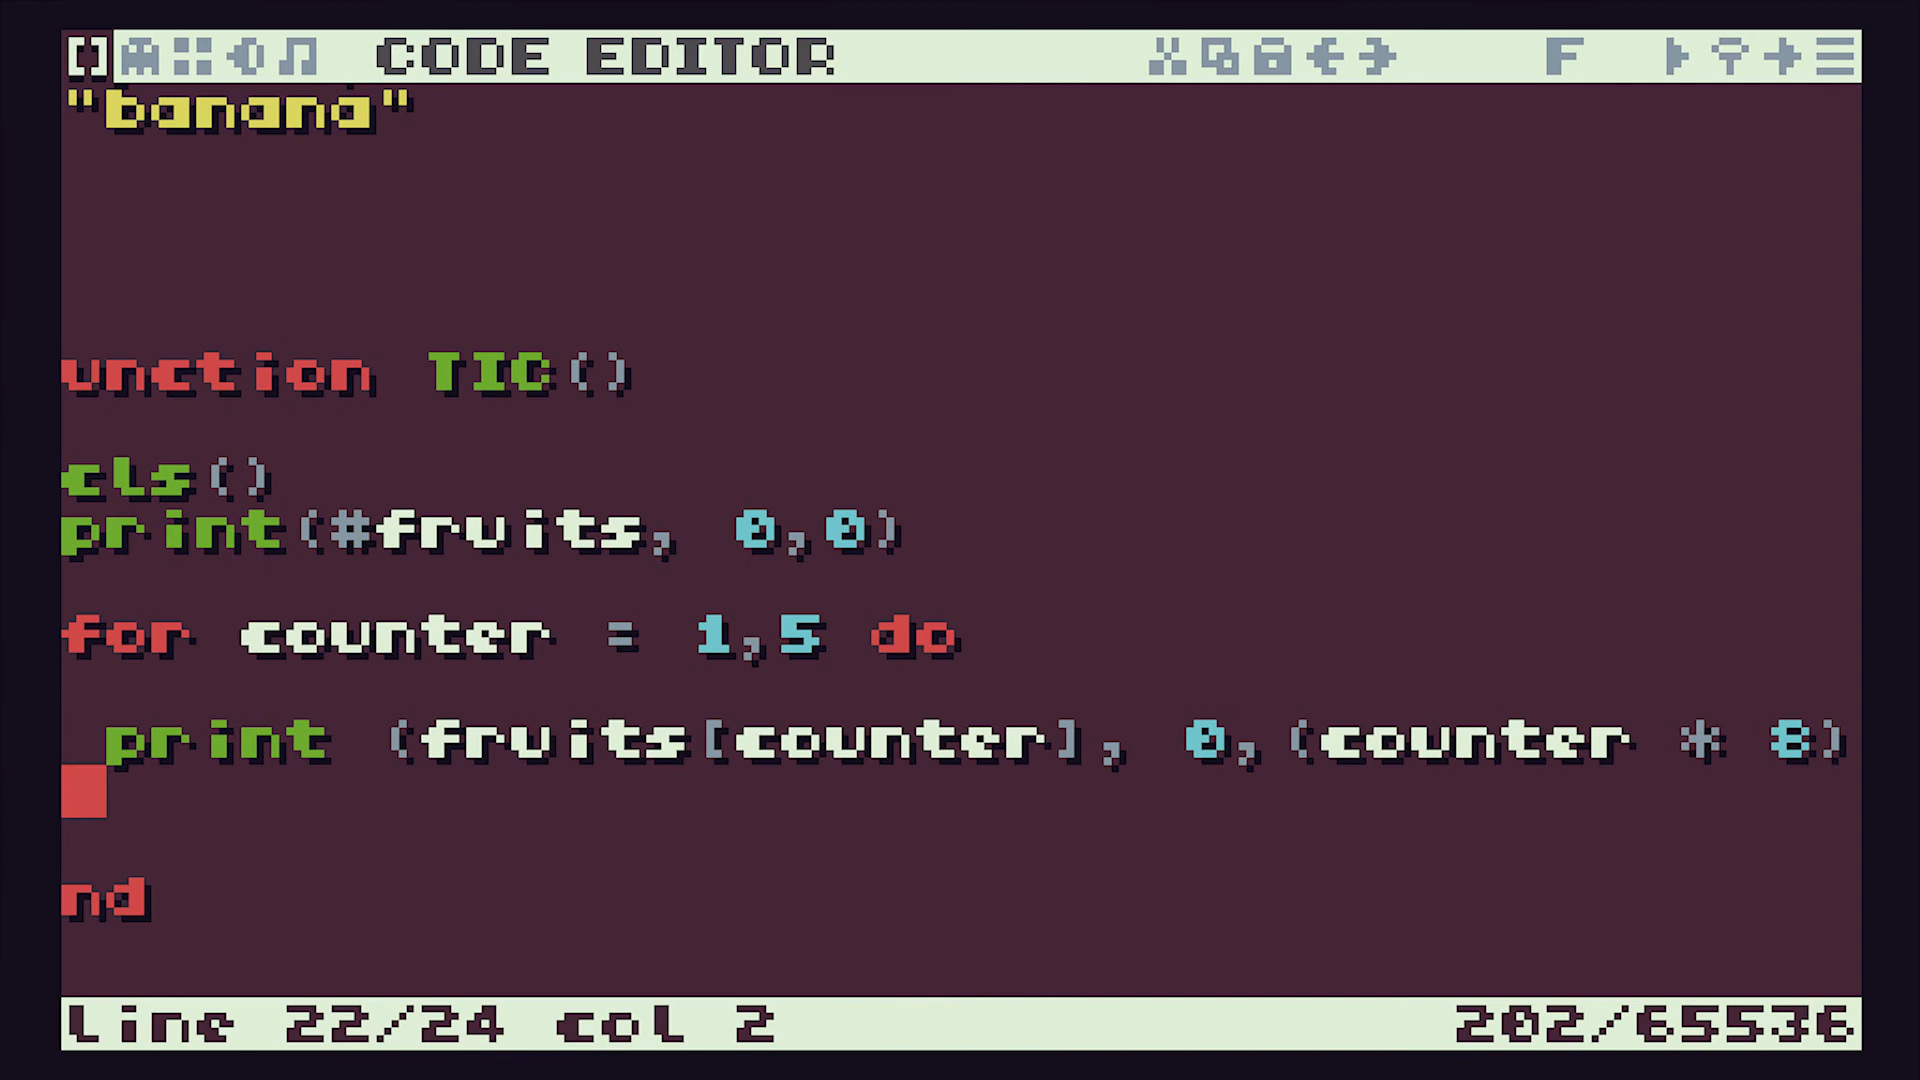 CODE EDITOR F
"banana"
unction TIC()
cls()
print(#fruits, 0,0)
for counter = 1,5 do
print (fruits[counter], 0,(counter * 8)
nd
line 22/24 col 2
202/65536